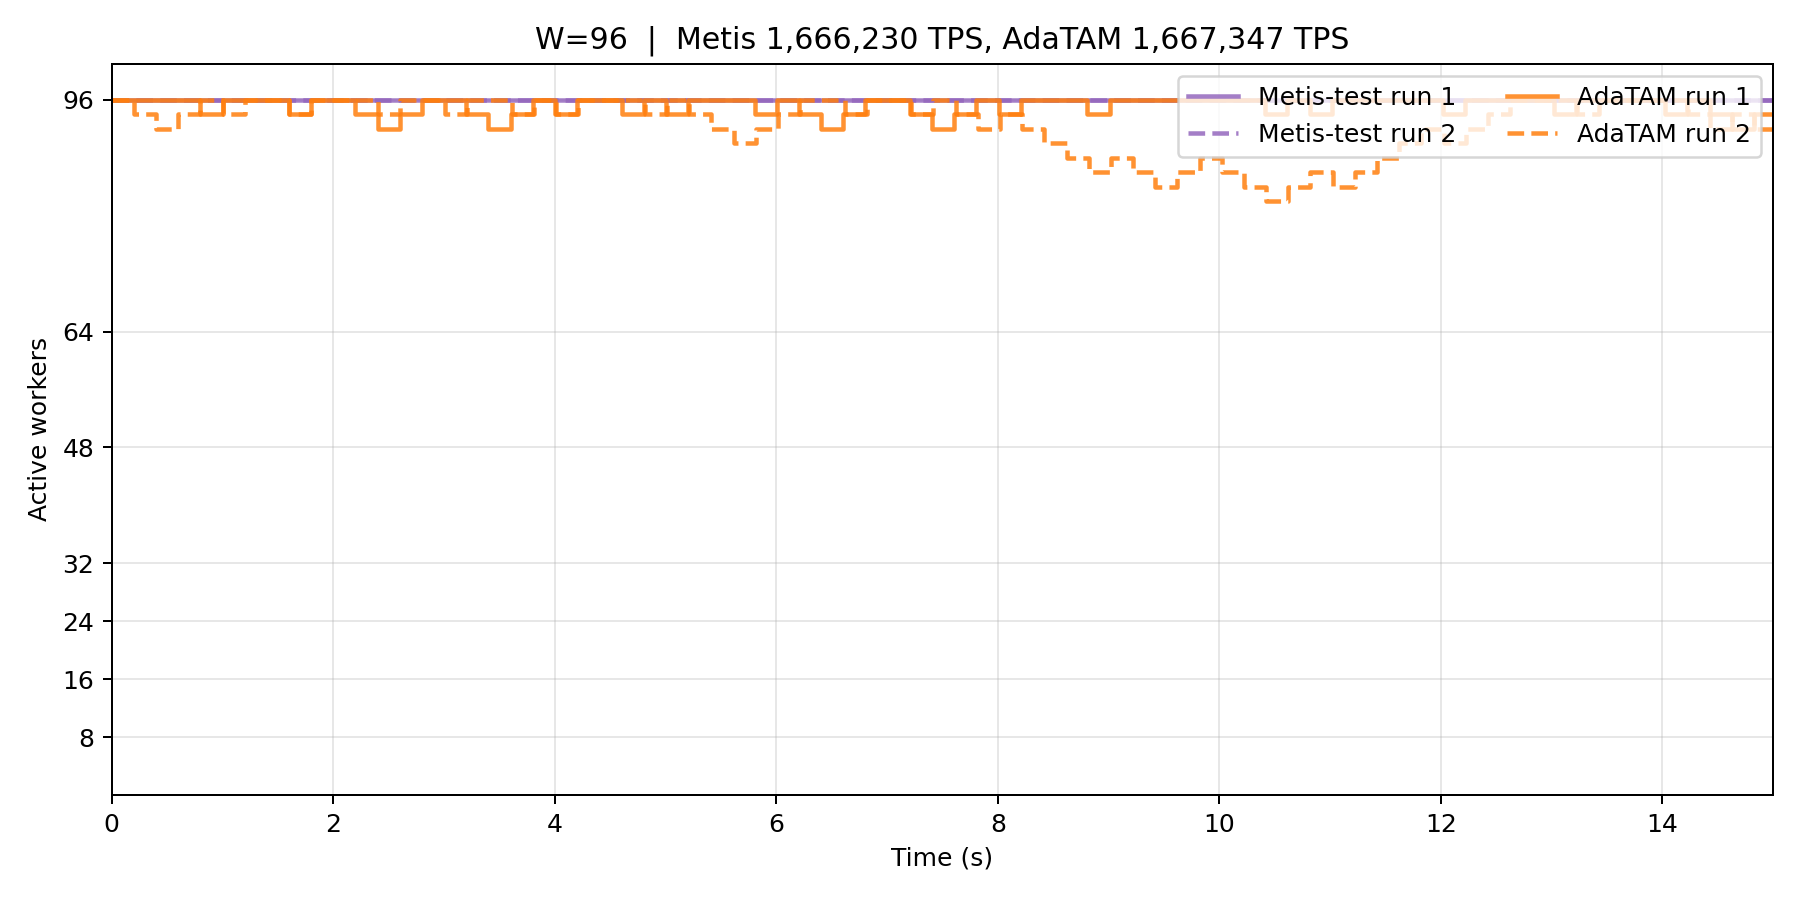 W=96 | Metis 1,666,230 TPS, AdaTAM 1,667,347 TPS
Metis-test run 1
Metis-test run 2
AdaTAM run 1
AdaTAM run 2
Active workers
96
64
48
32
24
16
8
0 2 4 6 8 10 12 14
Time (s)